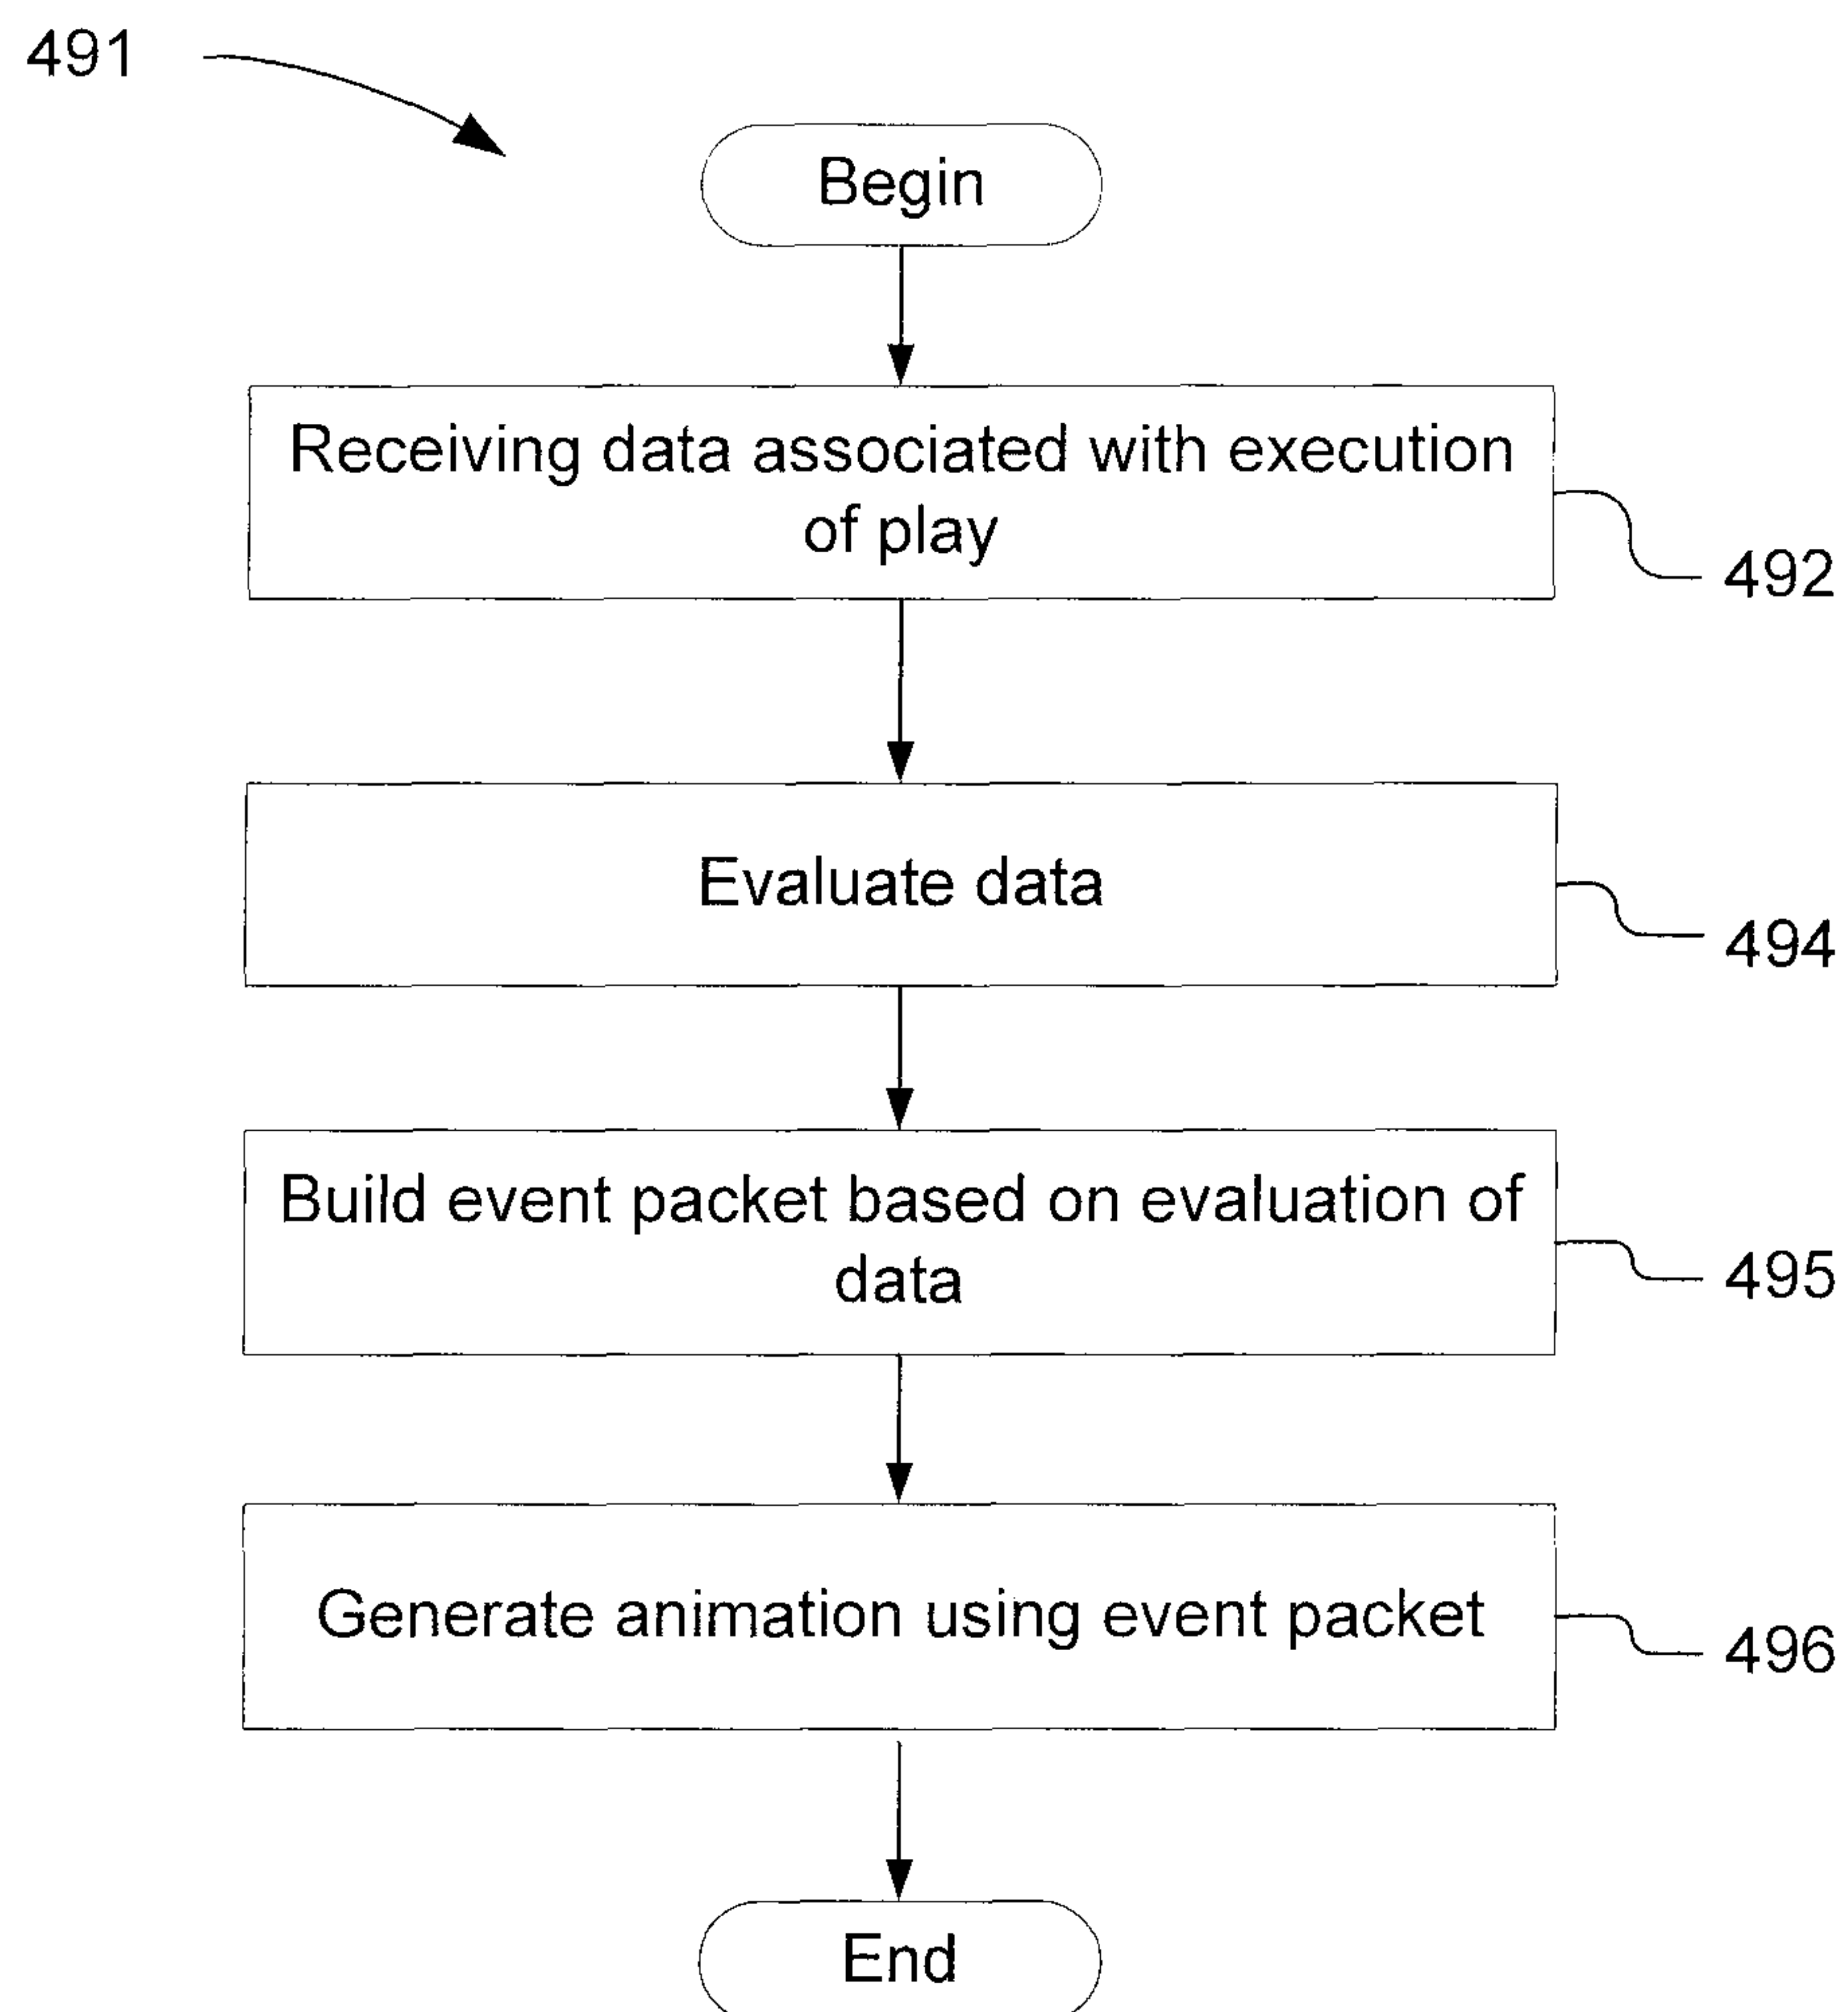 491
Begin
Receiving data associated with execution
of play
492
Evaluate data
494
Build event packet based on evaluation of
data
495
Generate animation using event packet
496
End